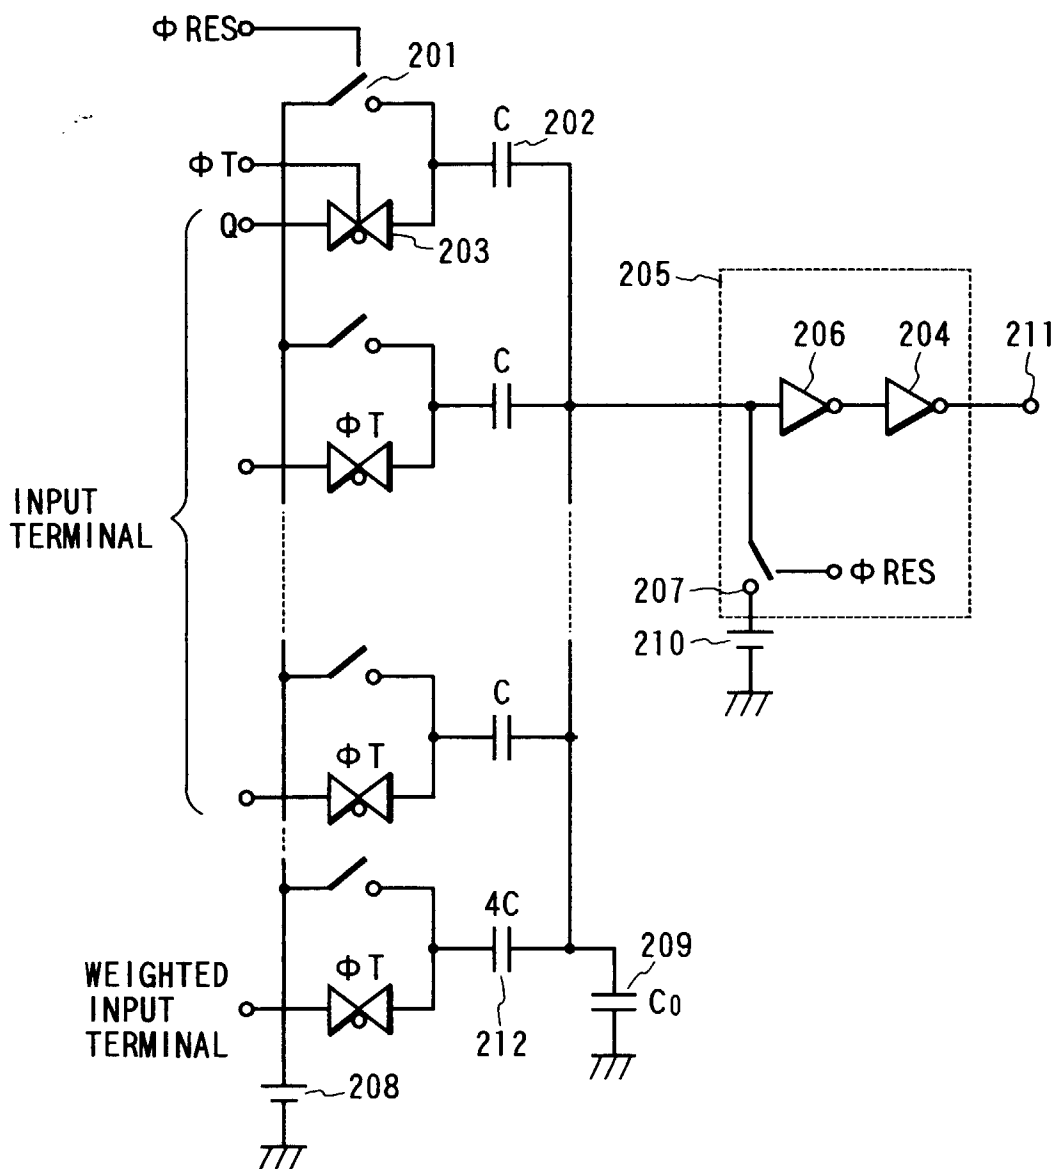 Φ RES
201
C
202
Φ T
Q
203
205
206
204
211
C
Φ T
INPUT
TERMINAL
207
Φ RES
210
C
Φ T
4C
209
WEIGHTED
INPUT
TERMINAL
Φ T
C0
212
208